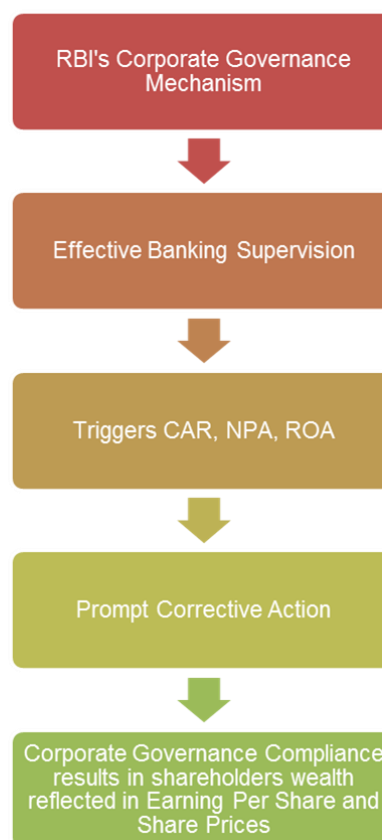 RBI's Corporate Governance
Mechanism
Effective Banking Supervision
Triggers CAR, NPA, ROA
Prompt Corrective Action
Corporate Governance Compliance
results in shareholders wealth
reflected in Earning Per Share and
Share Prices